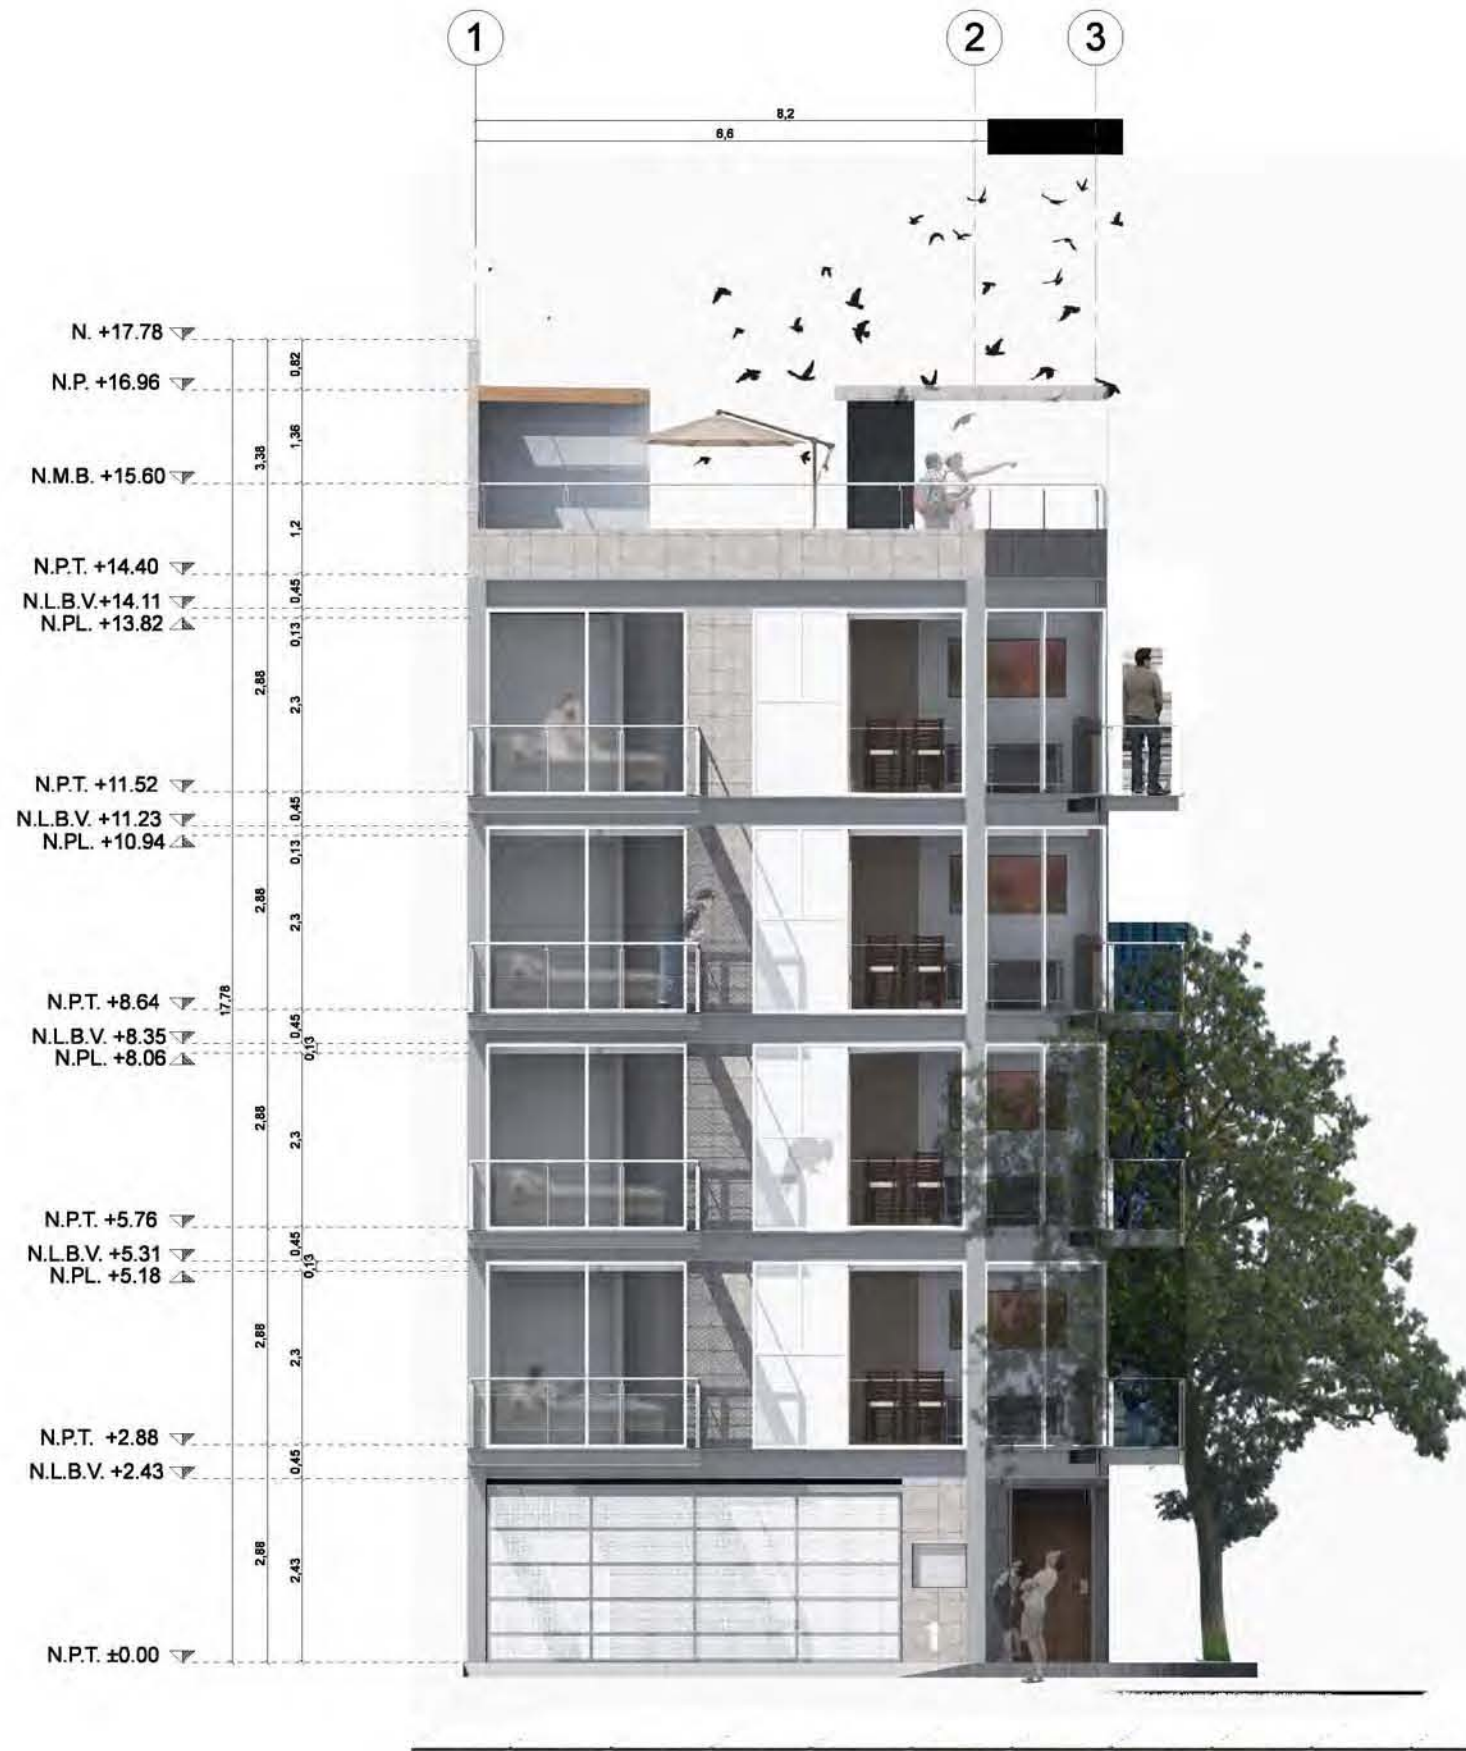 1
2
3
8,2
6,6
N. +17.78
0,82
N.P. +16.96
1,36
3,38
N.M.B. +15.60
1,2
N.P.T. +14.40
0,45
N.L.B.V.+14.11
N.PL. +13.82
0,13
2,88
2,3
N.P.T. +11.52
0,45
N.L.B.V. +11.23
N.PL. +10.94
0,13
2,88
2,3
N.P.T. +8.64
17,78
0,45
N.L.B.V. +8.35
0,13
N.PL. +8.06
2,88
2,3
N.P.T. +5.76
0,45
N.L.B.V. +5.31
0,13
N.PL. +5.18
2,88
2,3
N.P.T. +2.88
0,45
N.L.B.V. +2.43
2,88
2,43
N.P.T. ±0.00